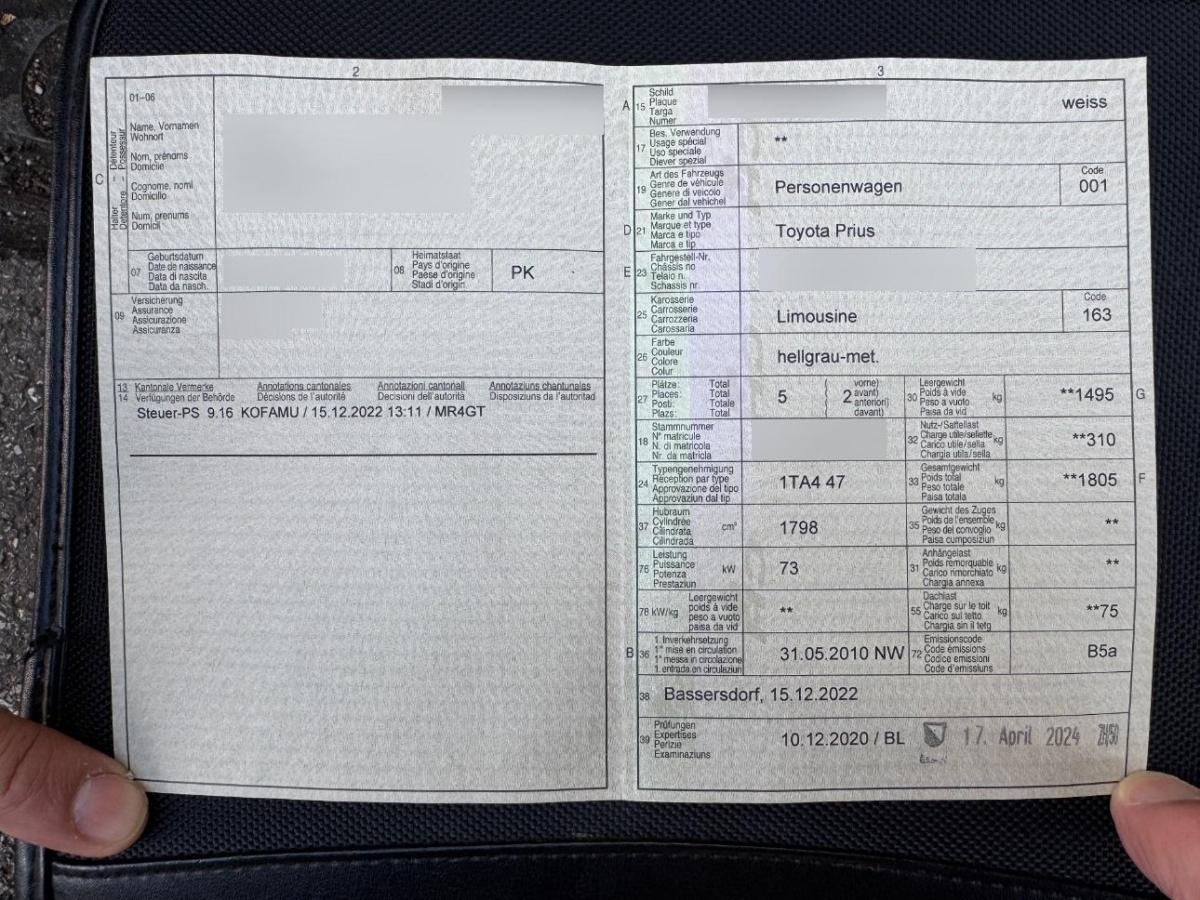 2
01-06
Halter – Détenteur
Detentore – Possessur
C
Name, Vornamen
Wohnort
Nom, prénoms
Domicile
Cognome, nomi
Domicilio
Num, prenums
Domicil
07
Geburtsdatum
Date de naissance
Data di nascita
Data da nasch.
08
Heimatstaat
Pays d'origine
Paese d'origine
Stadi d'origin
PK
09
Versicherung
Assurance
Assicurazione
Assicuranza
13 Kantonale Vermerke Annotations cantonales Annotazioni cantonali Annotaziuns chantunalas
14 Verfügungen der Behörde Décisions de l'autorité Decisioni dell'autorità Disposiziuns da l'autoritad
Steuer-PS 9.16 KOFAMU / 15.12.2022 13:11 / MR4GT
3
A 15
Schild
Plaque
Targa
Numer
weiss
17
Bes. Verwendung
Usage spécial
Uso speciale
Diever spezial
**
19
Art des Fahrzeugs
Genre de véhicule
Genere di veicolo
Gener dal vehichel
Personenwagen
Code
001
D 21
Marke und Typ
Marque et type
Marca e tipo
Marca e tip
Toyota Prius
E 23
Fahrgestell-Nr.
Châssis no
Telaio n.
Schassis nr.
25
Karosserie
Carrosserie
Carrozzeria
Carossaria
Limousine
Code
163
26
Farbe
Couleur
Colore
Colur
hellgrau-met.
27
Plätze: Total
Places: Total
Posti: Totale
Plazs: Total
5
2
vorne)
avant)
anteriori)
davant)
30
Leergewicht
Poids à vide
Peso a vuoto
Paisa da vid
kg
**1495
G
18
Stammnummer
N° matricule
N. di matricola
Nr. da matricla
32
Nutz-/Sattellast
Charge utile/sellette
Carico utile/sella
Chargia utila/sella
kg
**310
24
Typengenehmigung
Réception par type
Approvazione del tipo
Approvaziun dal tip
1TA4 47
33
Gesamtgewicht
Poids total
Peso totale
Paisa totala
kg
**1805
F
37
Hubraum
Cylindrée
Cilindrata
Cilindrada
cm³
1798
35
Gewicht des Zuges
Poids de l'ensemble
Peso del convoglio
Paisa cumposiziun
kg
**
76
Leistung
Puissance
Potenza
Prestaziun
kW
73
31
Anhängelast
Poids remorquable
Carico rimorchiato
Chargia annexa
kg
**
78 kW/kg
Leergewicht
poids à vide
peso a vuoto
paisa da vid
**
55
Dachlast
Charge sur le toit
Carico sul tetto
Chargia sin il tetg
kg
**75
B 36
1. Inverkehrsetzung
1re mise en circulation
1a messa in circolazione
1. entrada en circulaziun
31.05.2010 NW
72
Emissionscode
Code émissions
Codice emissioni
Code d'emissiuns
B5a
38 Bassersdorf, 15.12.2022
39
Prüfungen
Expertises
Perizie
Examinaziuns
10.12.2020 / BL
17. April 2024